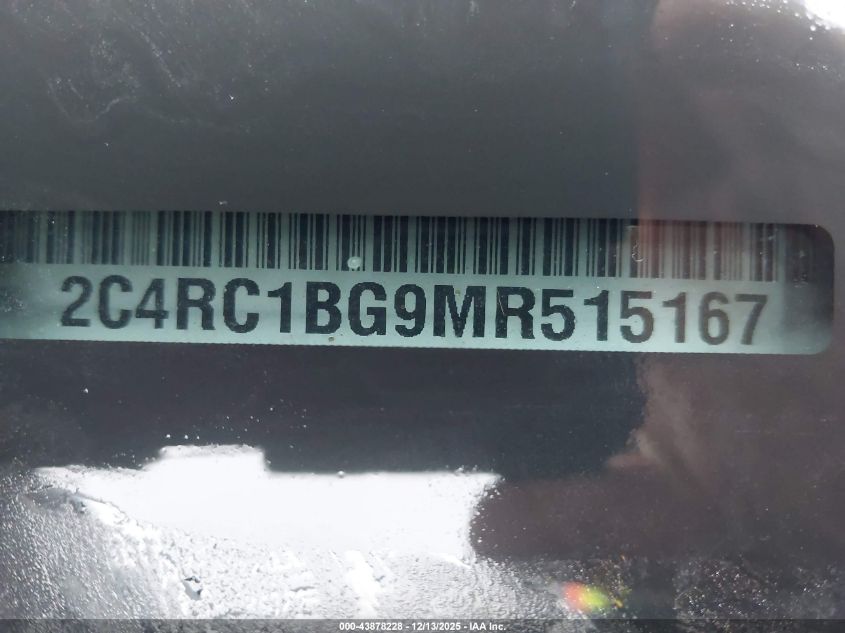 2C4RC1BG9MR515167
000-43878228 - 12/13/2025 - IAA Inc.